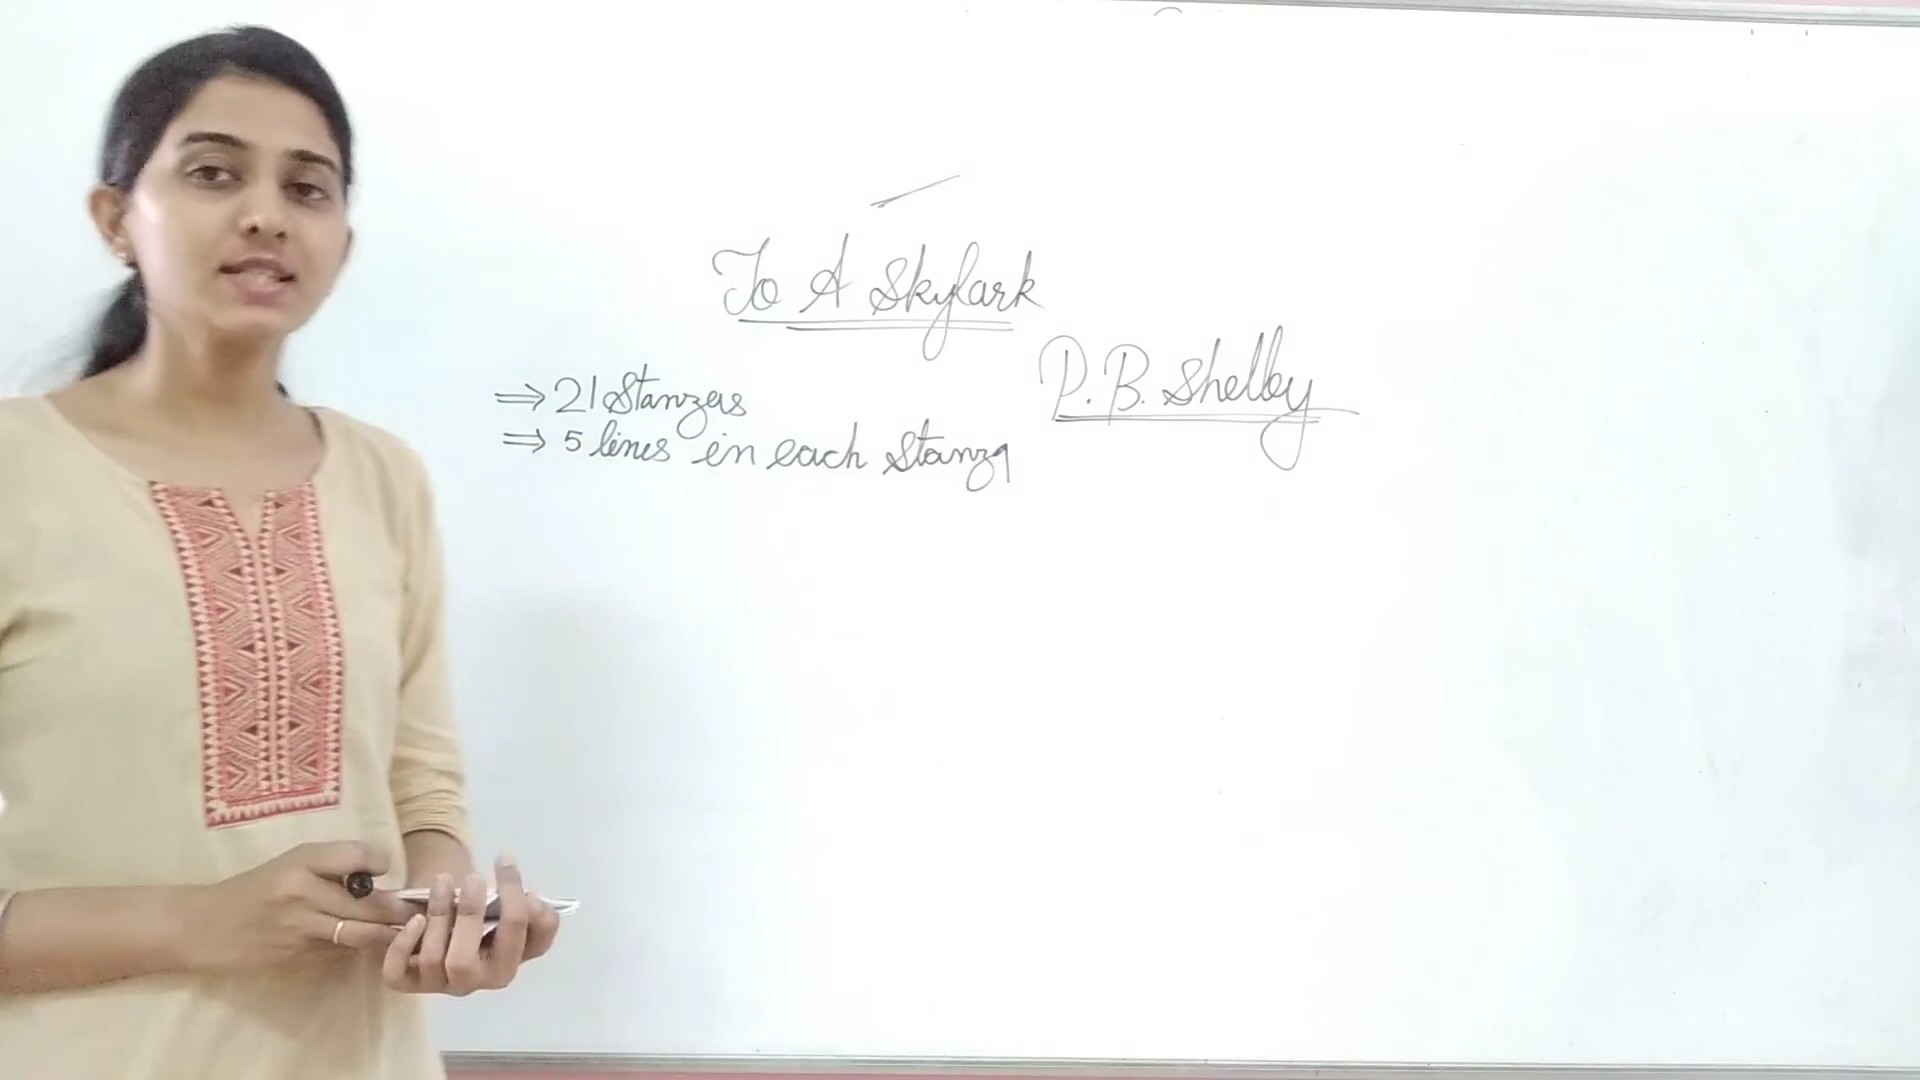 To A Skylark
P. B. Shelley
⇒ 21 Stanzas
⇒ 5 lines in each Stanza